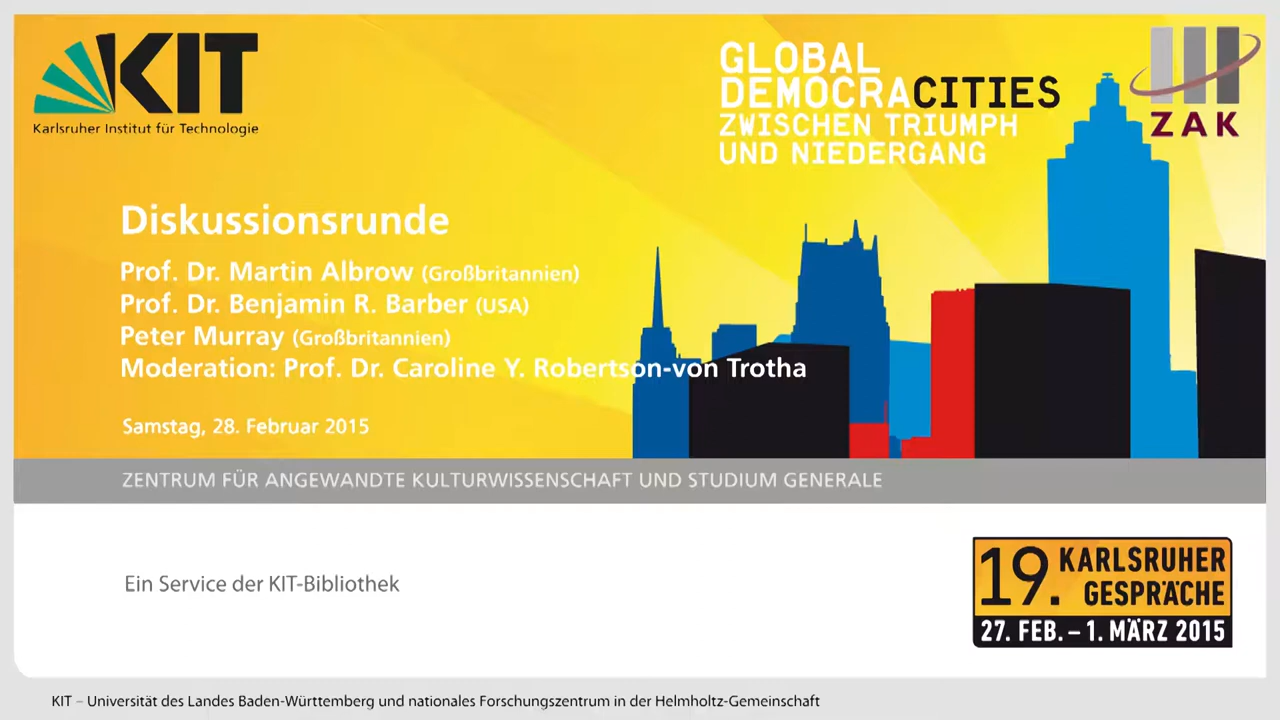 KIT
Karlsruher Institut für Technologie
GLOBAL
DEMOCRACITIES
ZWISCHEN TRIUMPH
UND NIEDERGANG
ZAK
Diskussionsrunde
Prof. Dr. Martin Albrow (Großbritannien)
Prof. Dr. Benjamin R. Barber (USA)
Peter Murray (Großbritannien)
Moderation: Prof. Dr. Caroline Y. Robertson-von Trotha
Samstag, 28. Februar 2015
ZENTRUM FÜR ANGEWANDTE KULTURWISSENSCHAFT UND STUDIUM GENERALE
Ein Service der KIT-Bibliothek
19. KARLSRUHER
GESPRÄCHE
27. FEB. – 1. MÄRZ 2015
KIT – Universität des Landes Baden-Württemberg und nationales Forschungszentrum in der Helmholtz-Gemeinschaft